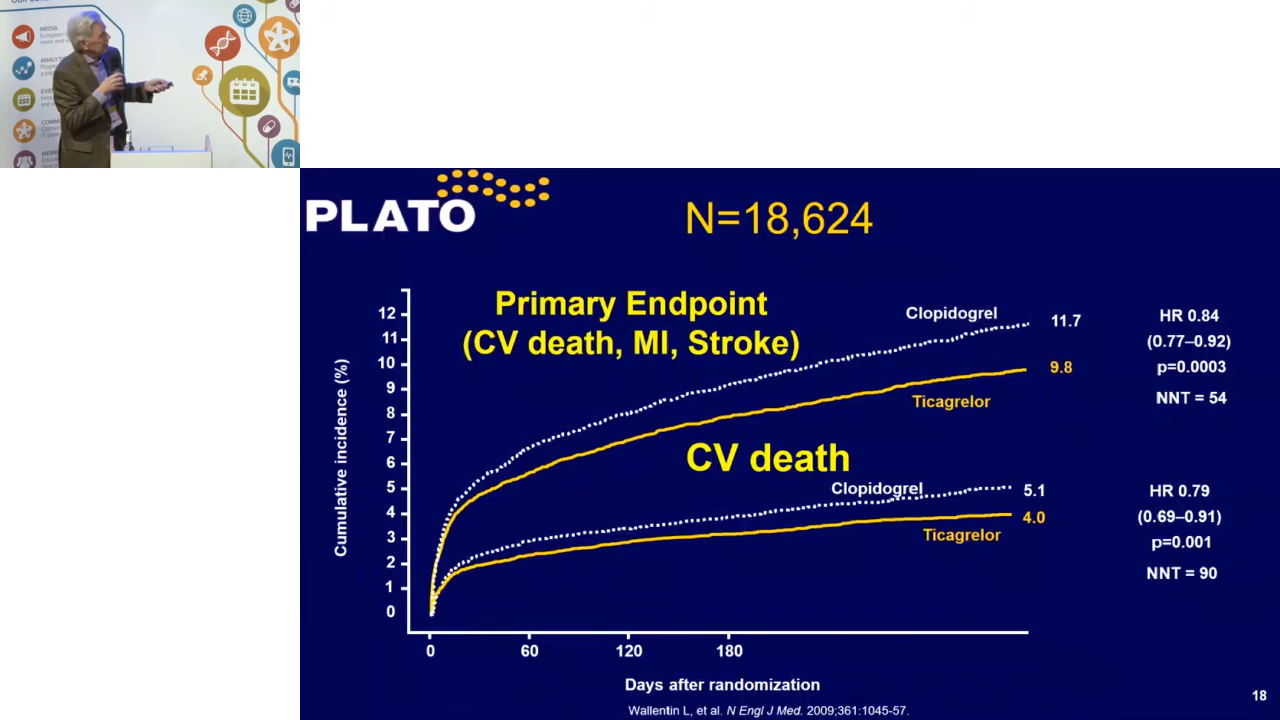 MEDIA
PLATO
N=18,624
Primary Endpoint
(CV death, MI, Stroke)
Clopidogrel
11.7
9.8
Ticagrelor
HR 0.84
(0.77–0.92)
p=0.0003
NNT = 54
CV death
Clopidogrel
5.1
4.0
Ticagrelor
HR 0.79
(0.69–0.91)
p=0.001
NNT = 90
Cumulative incidence (%)
12
11
10
9
8
7
6
5
4
3
2
1
0
0 60 120 180
Days after randomization
Wallentin L, et al. N Engl J Med. 2009;361:1045-57.
18